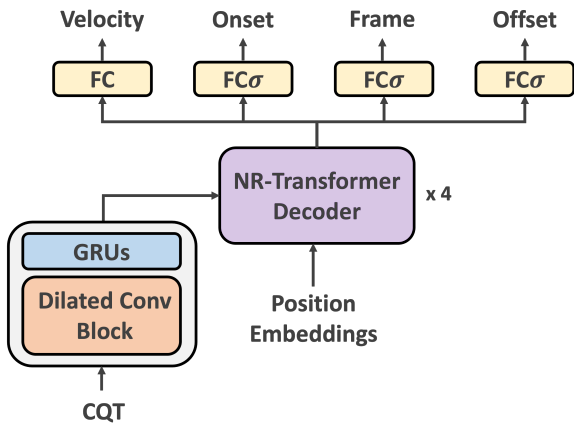 Velocity Onset Frame Offset
FC FCσ FCσ FCσ
NR-Transformer
Decoder
x 4
GRUs
Dilated Conv
Block
Position
Embeddings
CQT